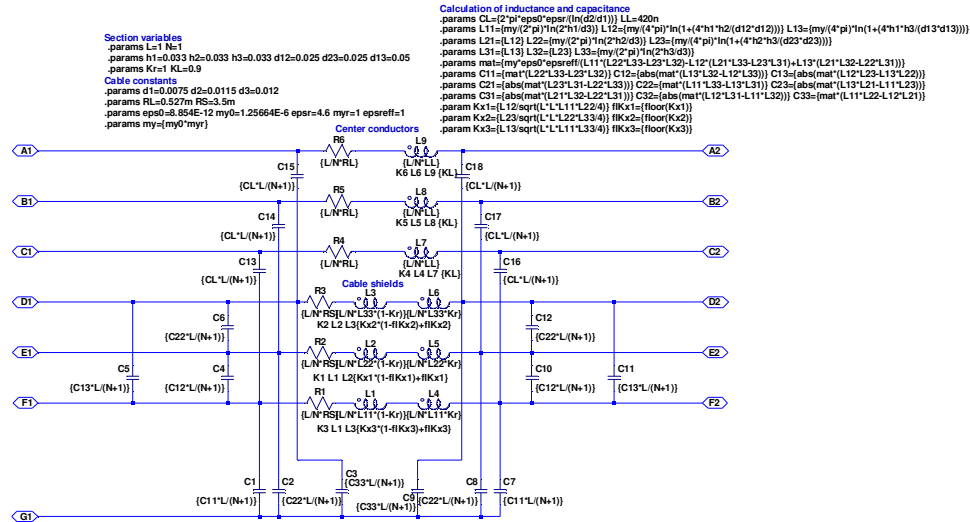 Calculation of inductance and capacitance
.params CL={2*pi*eps0*epsr/(ln(d2/d1))} LL=420n
.params L11={my/(2*pi)*ln(2*h1/d3)} L12={my/(4*pi)*ln(1+(4*h1*h2/(d12*d12)))} L13={my/(4*pi)*ln(1+(4*h1*h3/(d13*d13)))}
.params L21={L12} L22={my/(2*pi)*ln(2*h2/d3)} L23={my/(4*pi)*ln(1+(4*h2*h3/(d23*d23)))}
.params L31={L13} L32={L23} L33={my/(2*pi)*ln(2*h3/d3)}
.params mat={my*eps0*epsreff/(L11*(L22*L33-L23*L32)-L12*(L21*L33-L23*L31)+L13*(L21*L32-L22*L31))}
.params C11={mat*(L22*L33-L23*L32)} C12={abs(mat*(L13*L32-L12*L33))} C13={abs(mat*(L12*L23-L13*L22))}
.params C21={abs(mat*(L23*L31-L22*L33))} C22={mat*(L11*L33-L13*L31)} C23={abs(mat*(L13*L21-L11*L23))}
.params C31={abs(mat*(L21*L32-L22*L31))} C32={abs(mat*(L12*L31-L11*L32))} C33={mat*(L11*L22-L12*L21)}
.param Kx1={L12/sqrt(L*L*L11*L22/4)} flKx1={floor(Kx1)}
.param Kx2={L23/sqrt(L*L*L22*L33/4)} flKx2={floor(Kx2)}
.param Kx3={L13/sqrt(L*L*L11*L33/4)} flKx3={floor(Kx3)}
Section variables
.params L=1 N=1
.params h1=0.033 h2=0.033 h3=0.033 d12=0.025 d23=0.025 d13=0.05
.params Kr=1 KL=0.9
Cable constants
.params d1=0.0075 d2=0.0115 d3=0.012
.params RL=0.527m RS=3.5m
.params eps0=8.854E-12 my0=1.25664E-6 epsr=4.6 myr=1 epsreff=1
.params my={my0*myr}
Center conductors
A1 R6 L9 A2
C15 {L/N*RL} {L/N*LL} C18
K6 L6 L9 {KL}
{CL*L/(N+1)} {CL*L/(N+1)}
B1 R5 L8 B2
C14 {L/N*RL} {L/N*LL} C17
K5 L5 L8 {KL}
{CL*L/(N+1)} {CL*L/(N+1)}
C1 R4 L7 C2
C13 {L/N*RL} {L/N*LL} C16
K4 L4 L7 {KL}
{CL*L/(N+1)} {CL*L/(N+1)}
Cable shields
D1 R3 L3 L6 D2
{L/N*RS} {L/N*L33*(1-Kr)} {L/N*L33*Kr}
C6 K2 L2 L3{Kx2*(1-flKx2)+flKx2} C12
{C22*L/(N+1)} {C22*L/(N+1)}
E1 R2 L2 L5 E2
{L/N*RS} {L/N*L22*(1-Kr)} {L/N*L22*Kr}
C5 C4 C10 C11
K1 L1 L2{Kx1*(1-flKx1)+flKx1}
{C13*L/(N+1)} {C12*L/(N+1)} {C12*L/(N+1)} {C13*L/(N+1)}
F1 R1 L1 L4 F2
{L/N*RS} {L/N*L11*(1-Kr)} {L/N*L11*Kr}
K3 L1 L3{Kx3*(1-flKx3)+flKx3}
C1 C2 C3 C9 C8 C7
{C33*L/(N+1)}
{C11*L/(N+1)} {C22*L/(N+1)} {C33*L/(N+1)} {C22*L/(N+1)} {C11*L/(N+1)}
G1